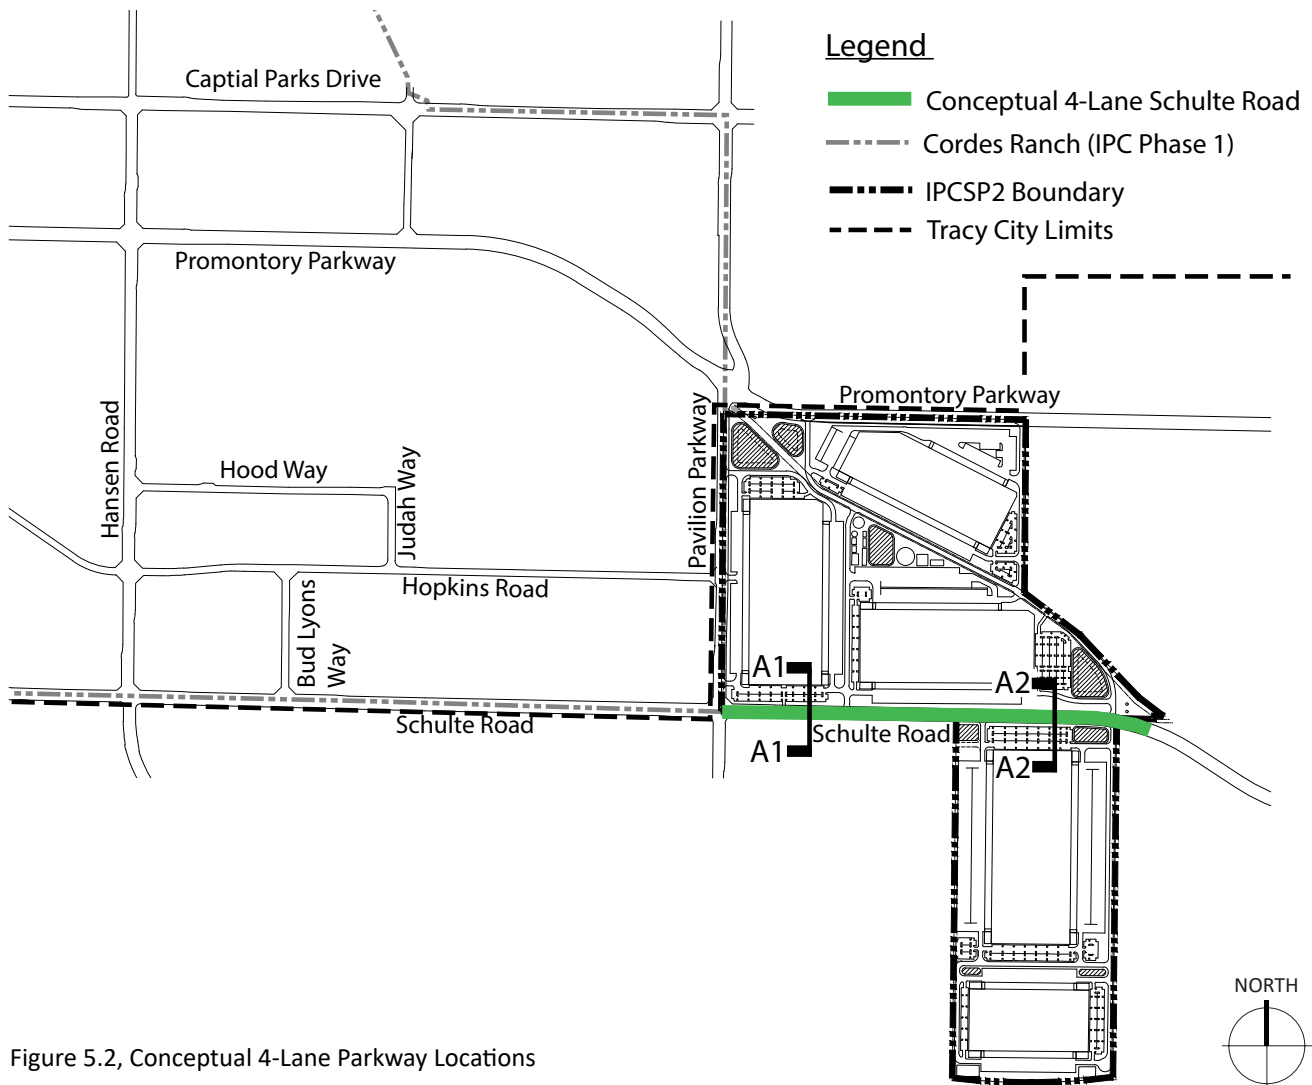 Legend
Conceptual 4-Lane Schulte Road
Cordes Ranch (IPC Phase 1)
IPCSP2 Boundary
Tracy City Limits
Captial Parks Drive
Promontory Parkway
Promontory Parkway
Hansen Road
Hood Way
Judah Way
Pavilion Parkway
Hopkins Road
Bud Lyons
Way
A1
A2
Schulte Road
Schulte Road
A1
A2
NORTH
Figure 5.2, Conceptual 4-Lane Parkway Locations